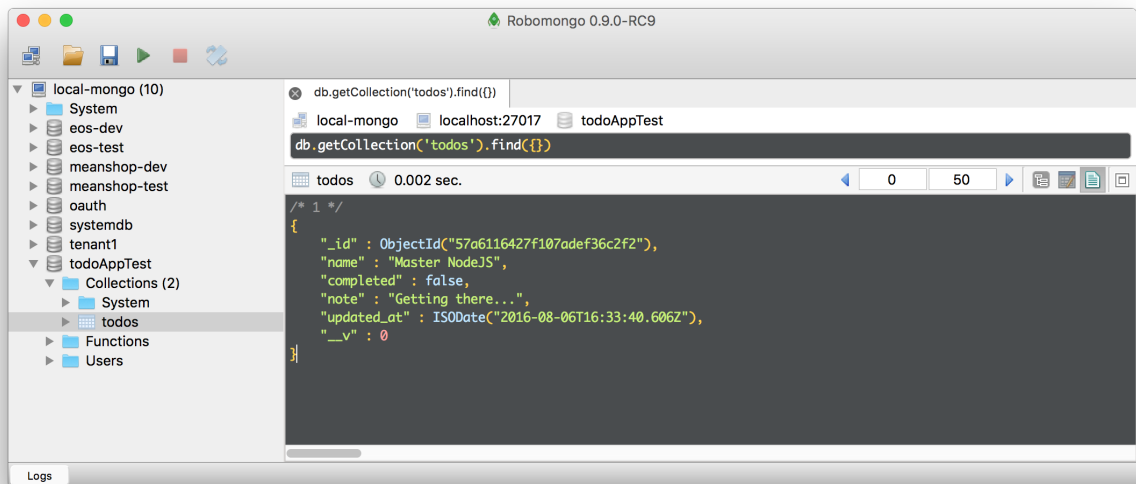 Robomongo 0.9.0-RC9
local-mongo (10)
System
eos-dev
eos-test
meanshop-dev
meanshop-test
oauth
systemdb
tenant1
todoAppTest
Collections (2)
System
todos
Functions
Users
db.getCollection('todos').find({})
local-mongo localhost:27017 todoAppTest
db.getCollection('todos').find({})
todos 0.002 sec. 0 50
/* 1 */
{
    "_id" : ObjectId("57a6116427f107adef36c2f2"),
    "name" : "Master NodeJS",
    "completed" : false,
    "note" : "Getting there...",
    "updated_at" : ISODate("2016-08-06T16:33:40.606Z"),
    "__v" : 0
}
Logs